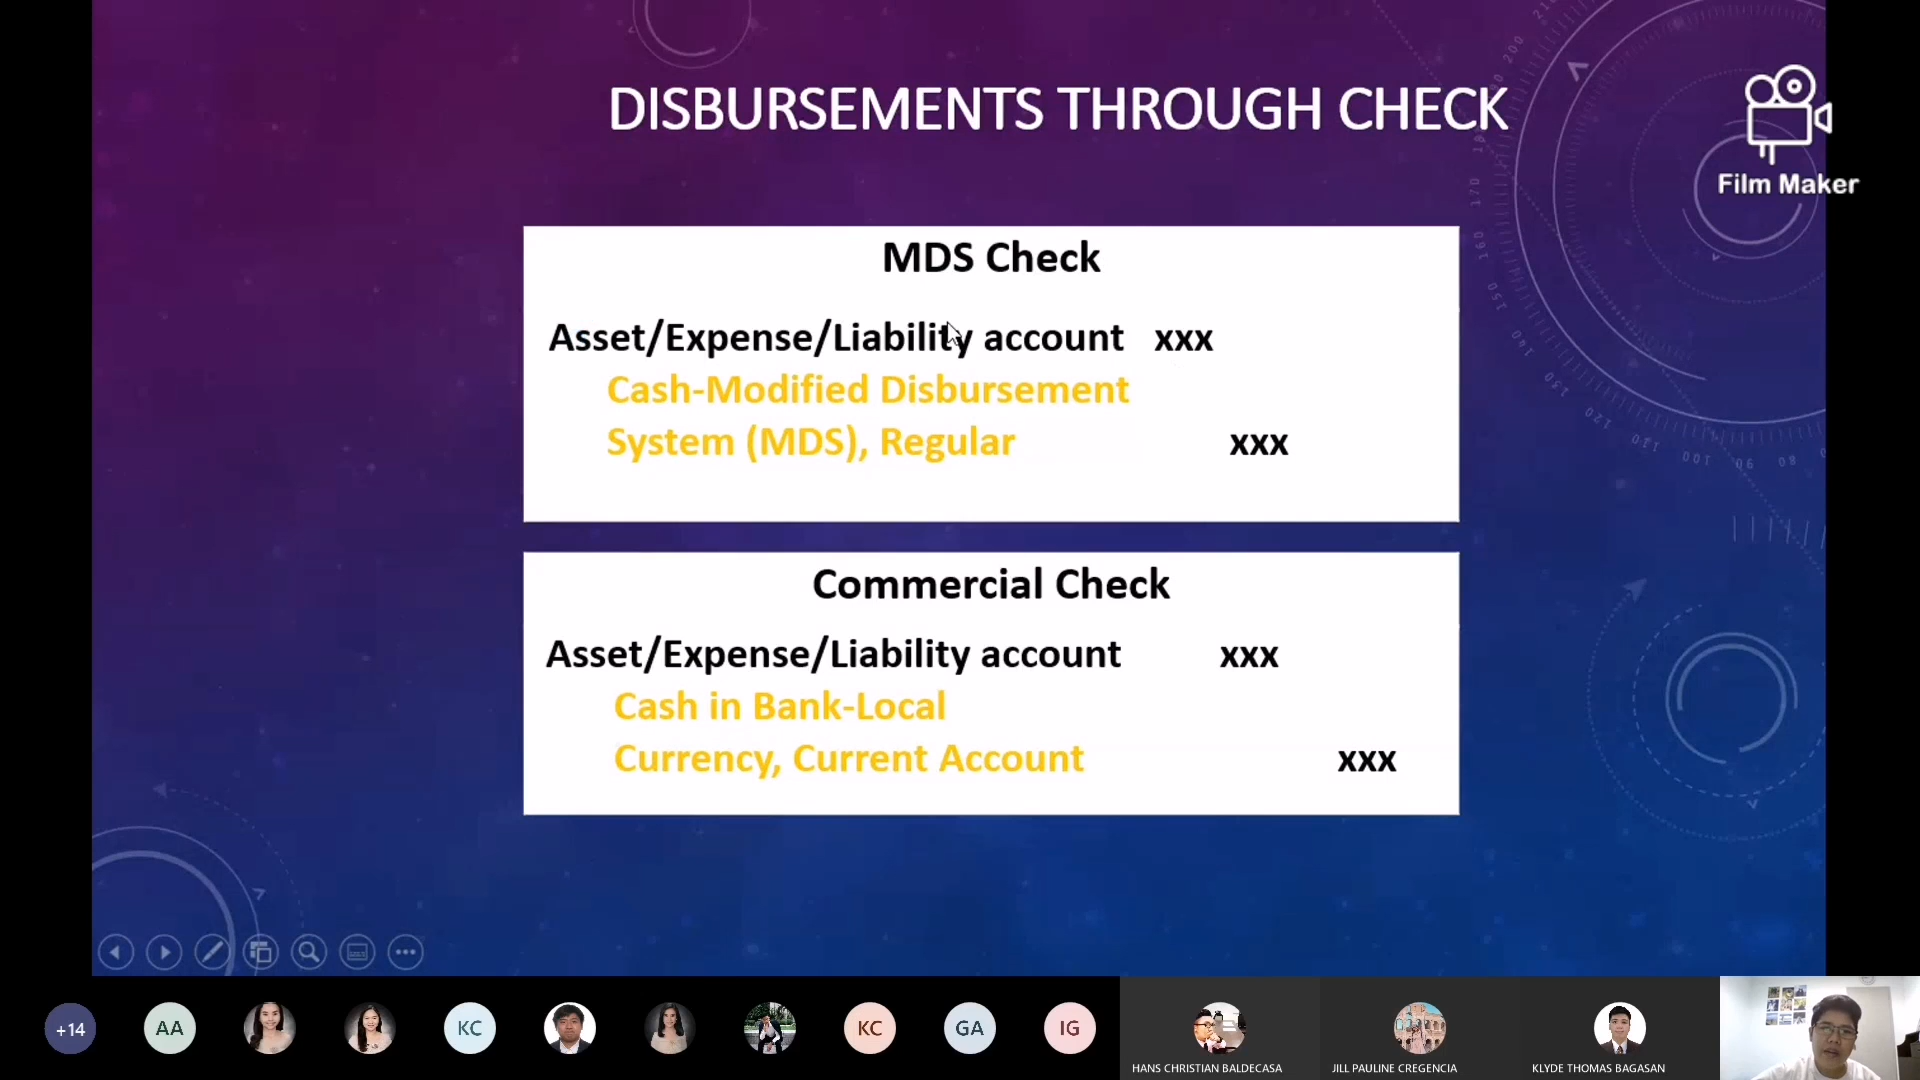 DISBURSEMENTS THROUGH CHECK
Film Maker
MDS Check
Asset/Expense/Liability account xxx
Cash-Modified Disbursement
System (MDS), Regular xxx
Commercial Check
Asset/Expense/Liability account xxx
Cash in Bank-Local
Currency, Current Account xxx
+14
AA
KC
KC
GA
IG
HANS CHRISTIAN BALDECASA
JILL PAULINE CREGENCIA
KLYDE THOMAS BAGASAN